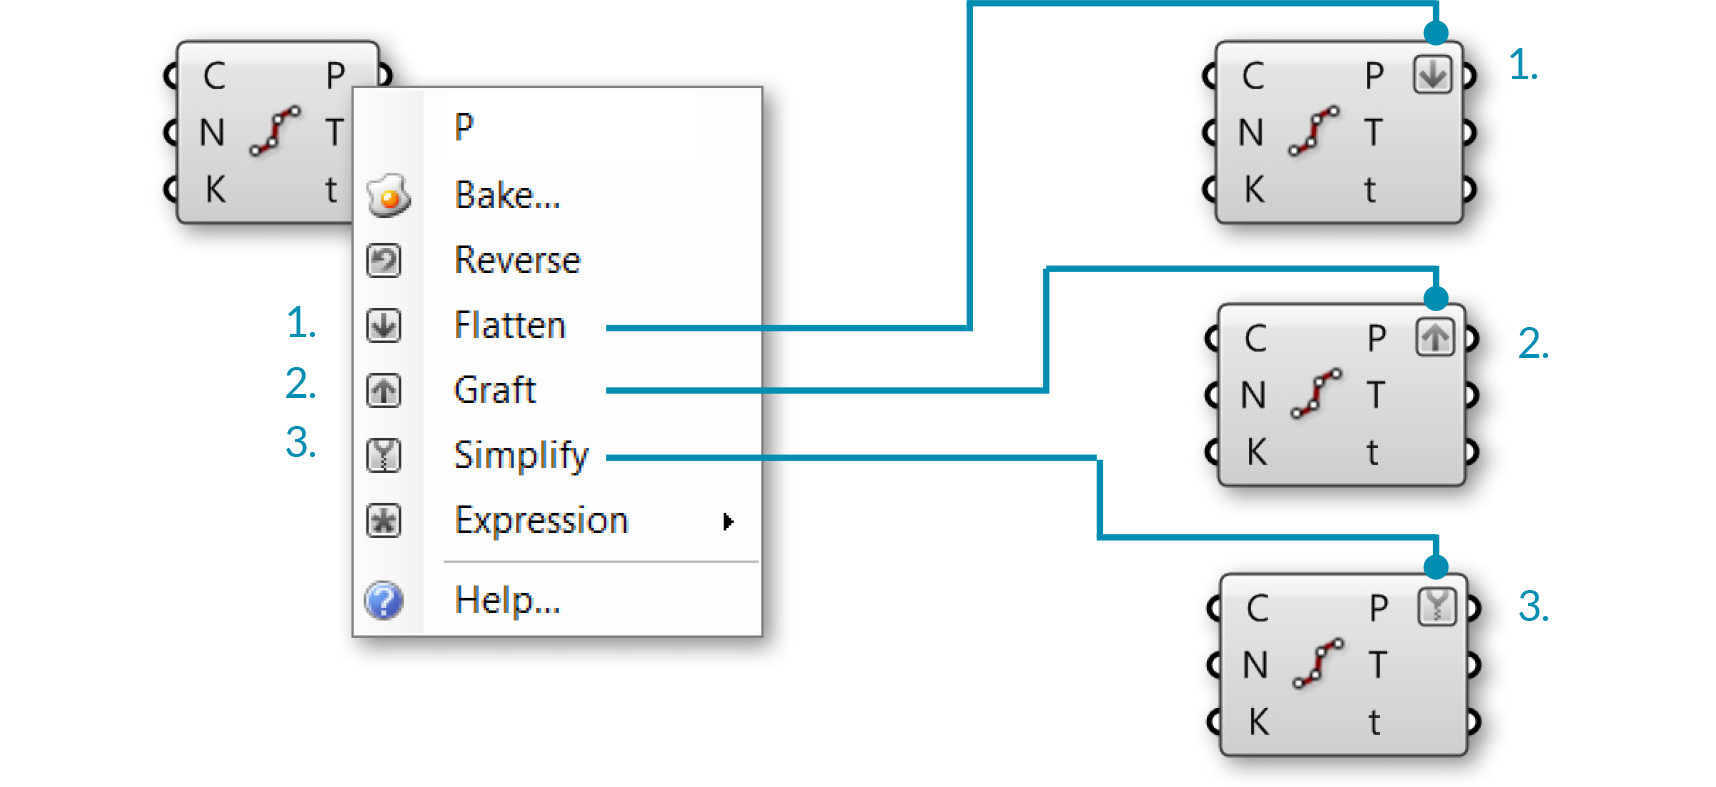 C P
N T
K t
P
Bake...
Reverse
1. Flatten
2. Graft
3. Simplify
Expression
Help...
C P 1.
N T
K t
C P 2.
N T
K t
C P 3.
N T
K t